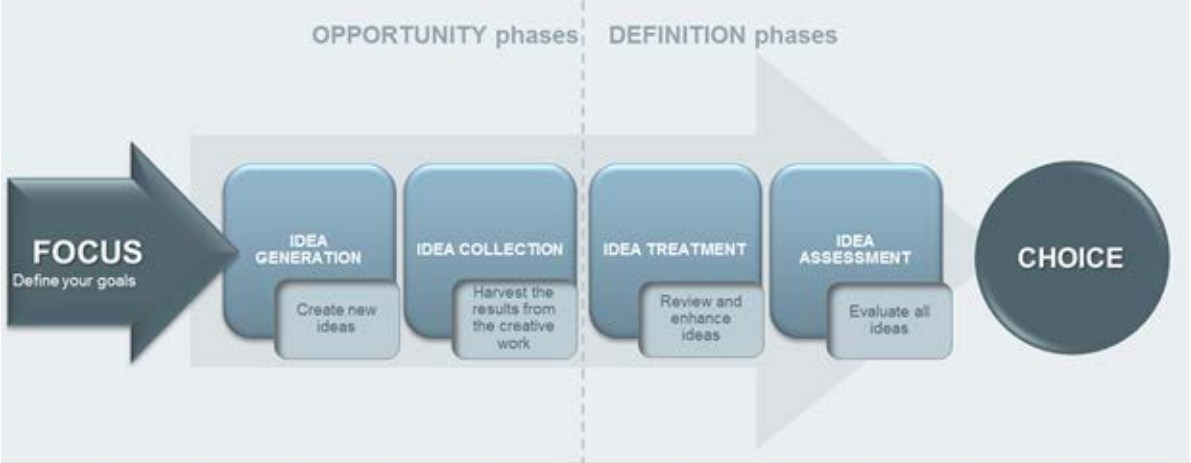 OPPORTUNITY phases
DEFINITION phases
FOCUS
Define your goals
IDEA
GENERATION
Create new
ideas
IDEA COLLECTION
Harvest the
results from
the creative
work
IDEA TREATMENT
Review and
enhance
ideas
IDEA
ASSESSMENT
Evaluate all
ideas
CHOICE